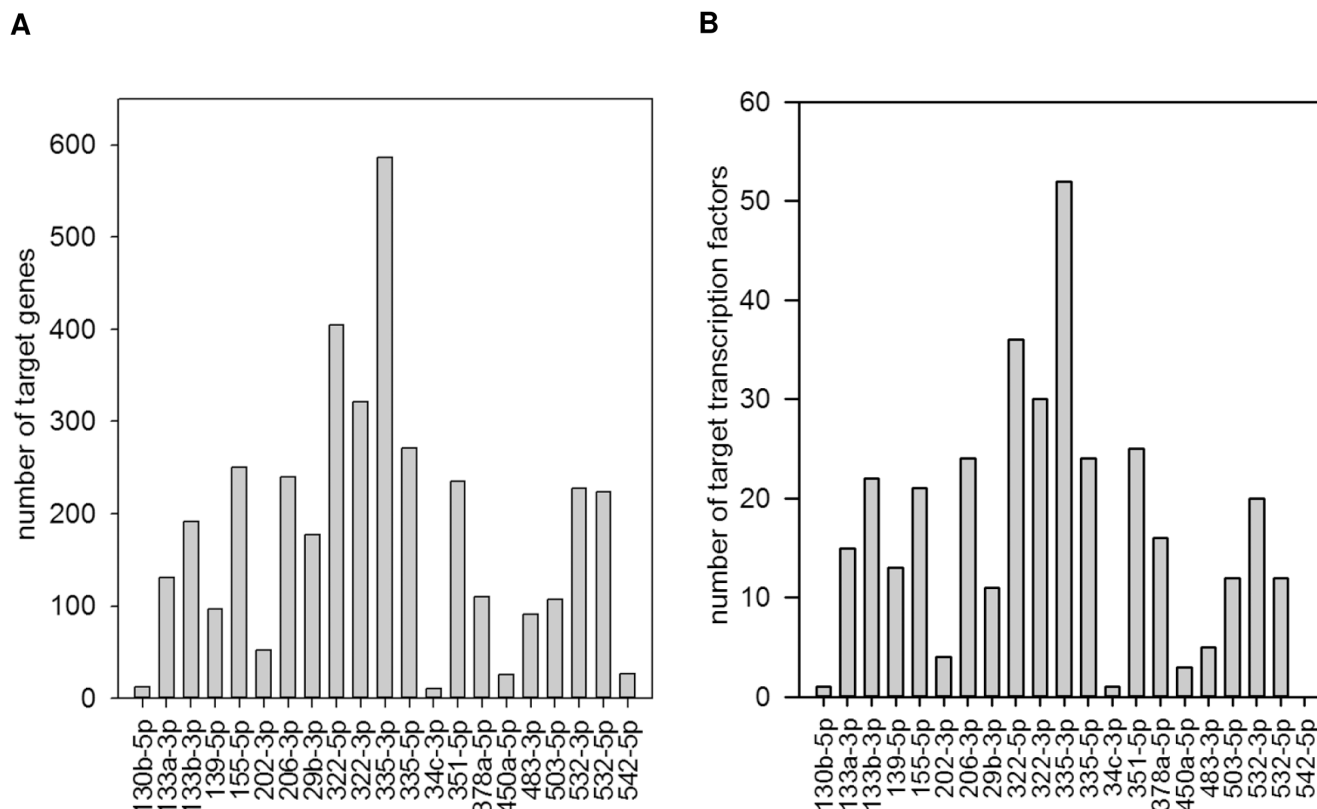 A
B
number of target genes
600
500
400
300
200
100
0
130b-5p
133a-3p
133b-3p
139-5p
155-5p
202-3p
206-3p
29b-3p
322-5p
322-3p
335-3p
335-5p
34c-3p
351-5p
378a-5p
450a-5p
483-3p
503-5p
532-3p
532-5p
542-5p
number of target transcription factors
60
50
40
30
20
10
0
130b-5p
133a-3p
133b-3p
139-5p
155-5p
202-3p
206-3p
29b-3p
322-5p
322-3p
335-3p
335-5p
34c-3p
351-5p
378a-5p
450a-5p
483-3p
503-5p
532-3p
532-5p
542-5p